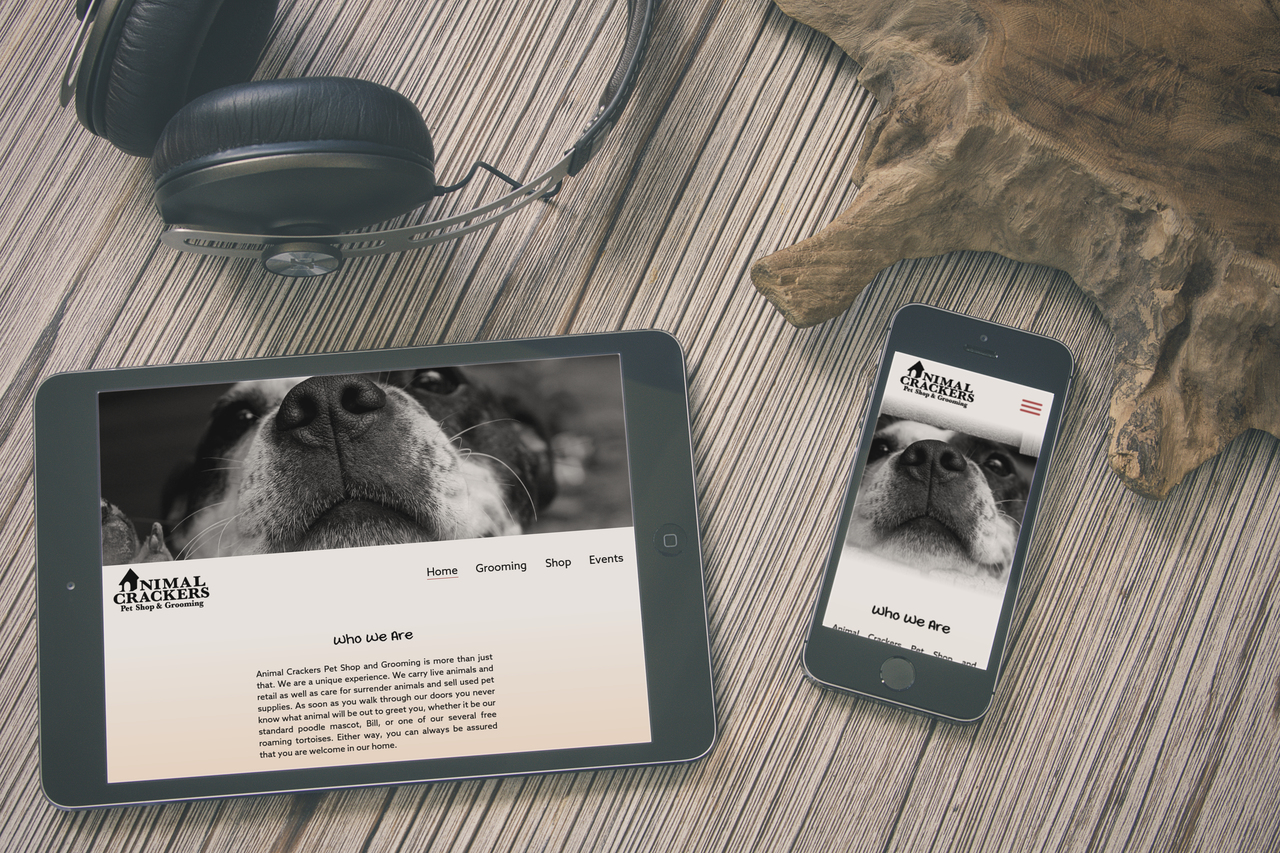 ANIMAL
CRACKERS
Pet Shop & Grooming
Home Grooming Shop Events
Who We Are
Animal Crackers Pet Shop and Grooming is more than just
that. We are a unique experience. We carry live animals and
retail as well as care for surrender animals and sell used pet
supplies. As soon as you walk through our doors you never
know what animal will be out to greet you, whether it be our
standard poodle mascot, Bill, or one of our several free
roaming tortoises. Either way, you can always be assured
that you are welcome in our home.
ANIMAL
CRACKERS
Pet Shop & Grooming
Who We Are
Animal Crackers Pet Shop and